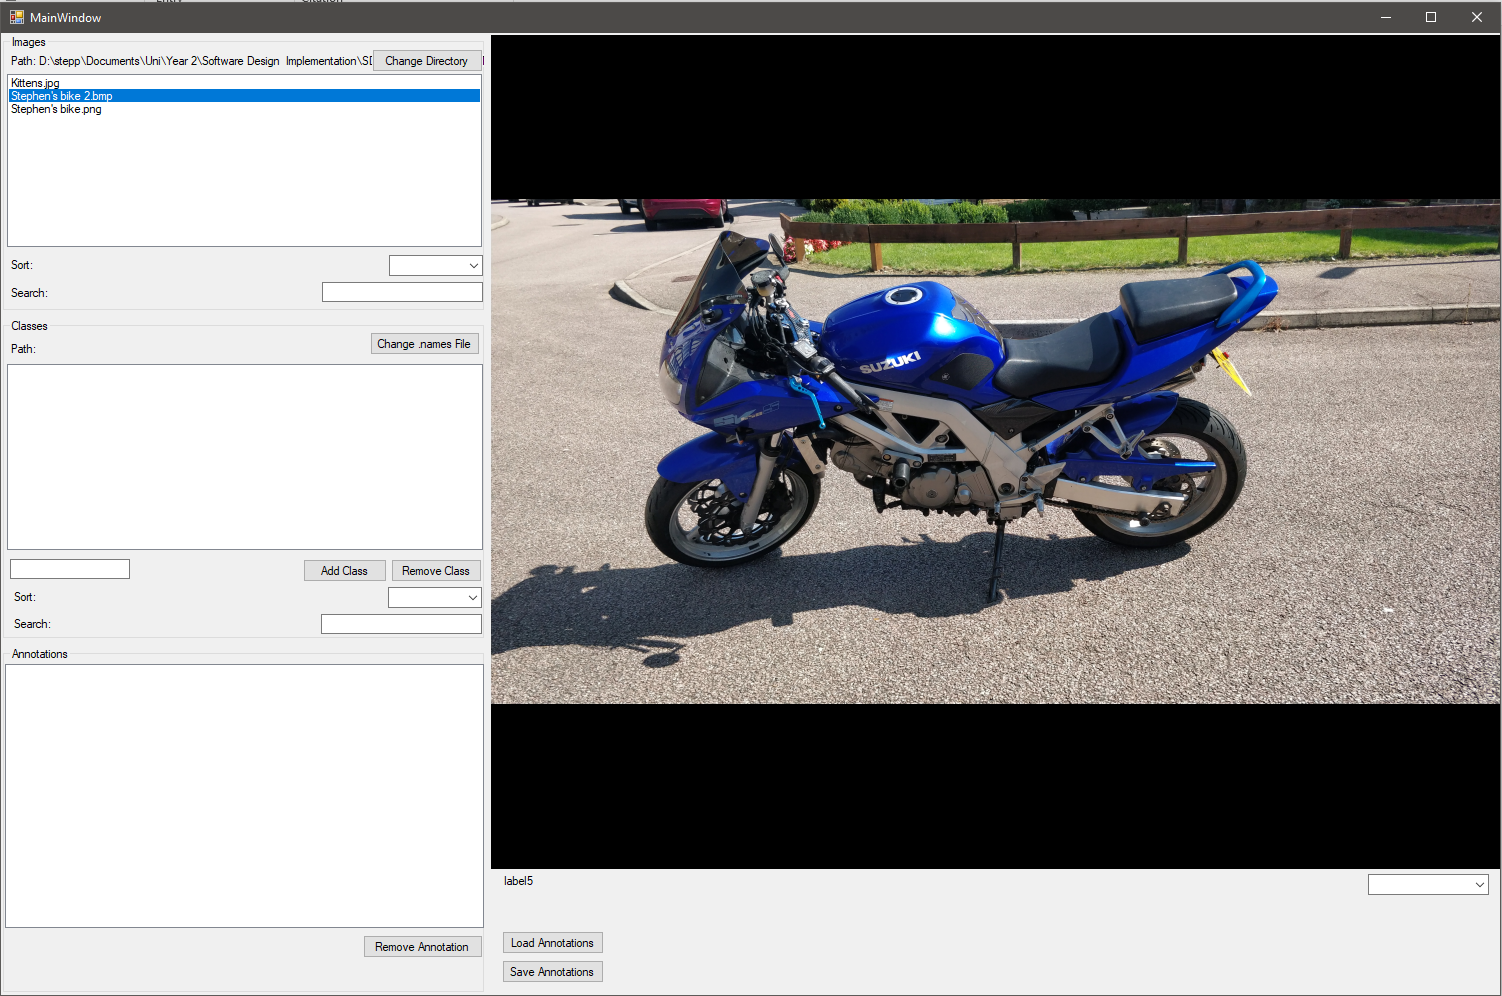 MainWindow
Images
Path: D:\stepp\Documents\Uni\Year 2\Software Design  Implementation\SD
Change Directory
Kittens.jpg
Stephen's bike 2.bmp
Stephen's bike.png
Sort:
Search:
Classes
Path:
Change .names File
Add Class
Remove Class
Sort:
Search:
Annotations
Remove Annotation
SUZUKI
label5
Load Annotations
Save Annotations